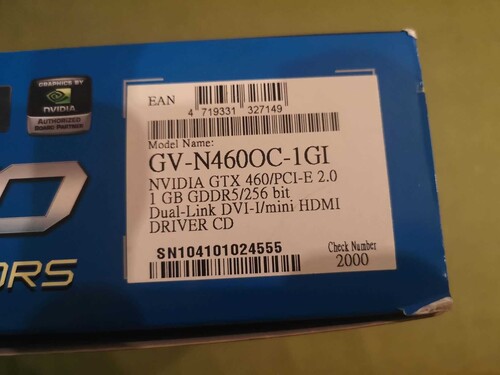 GRAPHICS BY
NVIDIA
AUTHORIZED
BOARD PARTNER
EAN
4 719331 327149
Model Name:
GV-N460OC-1GI
NVIDIA GTX 460/PCI-E 2.0
1 GB GDDR5/256 bit
Dual-Link DVI-I/mini HDMI
DRIVER CD
SN104101024555
Check Number
2000
ORS